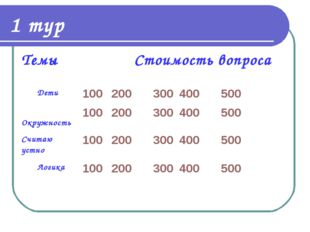 1 тур
Темы Стоимость вопроса
Дети 100 200 300 400 500
Окружность 100 200 300 400 500
Считаю устно 100 200 300 400 500
Логика 100 200 300 400 500